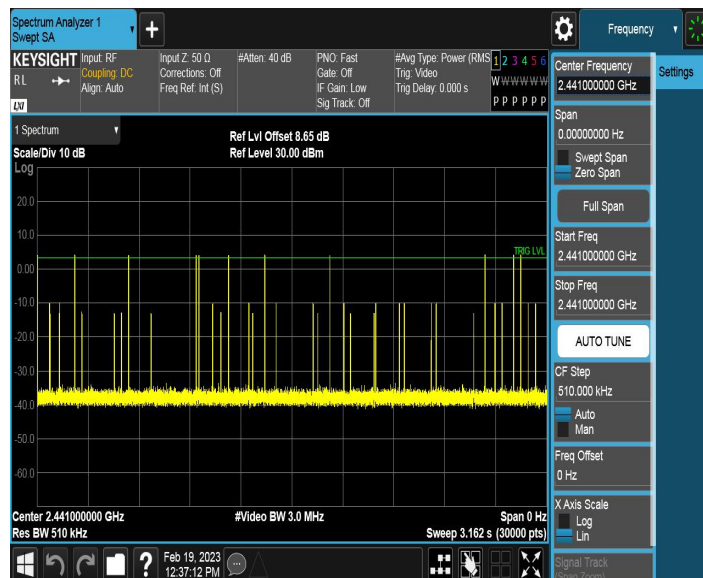 Spectrum Analyzer 1
Swept SA
+
Frequency
KEYSIGHT
Input: RF
Coupling: DC
Align: Auto
Input Z: 50 Ω
Corrections: Off
Freq Ref: Int (S)
#Atten: 40 dB
PNO: Fast
Gate: Off
IF Gain: Low
Sig Track: Off
#Avg Type: Power (RMS
Trig: Video
Trig Delay: 0.000 s
1 2 3 4 5 6
W W W W W W
P P P P P P
R L
LXI
Settings
1 Spectrum
Scale/Div 10 dB
Ref Lvl Offset 8.65 dB
Ref Level 30.00 dBm
Log
20.0
10.0
TRIG LVL
0.00
-10.0
-20.0
-30.0
-40.0
-50.0
-60.0
Center 2.441000000 GHz
#Video BW 3.0 MHz
Span 0 Hz
Res BW 510 kHz
Sweep 3.162 s (30000 pts)
Center Frequency
2.441000000 GHz
Span
0.00000000 Hz
Swept Span
Zero Span
Full Span
Start Freq
2.441000000 GHz
Stop Freq
2.441000000 GHz
AUTO TUNE
CF Step
510.000 kHz
Auto
Man
Freq Offset
0 Hz
X Axis Scale
Log
Lin
Signal Track
(Span Zoom)
?
Feb 19, 2023
12:37:12 PM